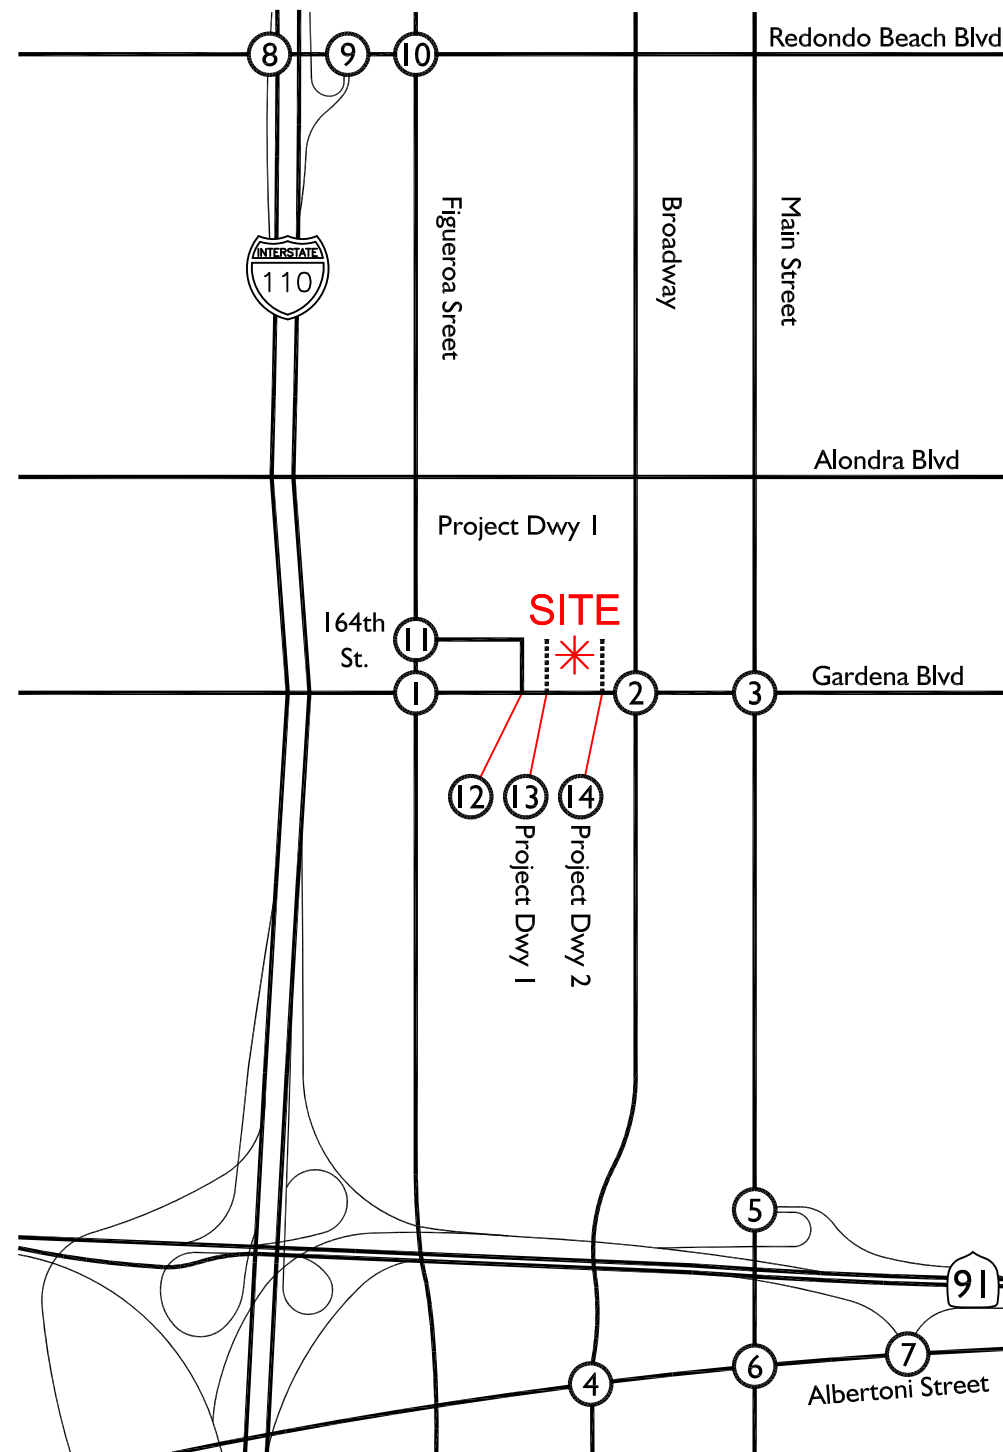 Redondo Beach Blvd
8
9
10
Figueroa Sreet
Broadway
Main Street
INTERSTATE
110
Alondra Blvd
Project Dwy 1
SITE
164th
St.
11
Gardena Blvd
1
2
3
12
13
14
Project Dwy 1
Project Dwy 2
5
91
7
6
4
Albertoni Street